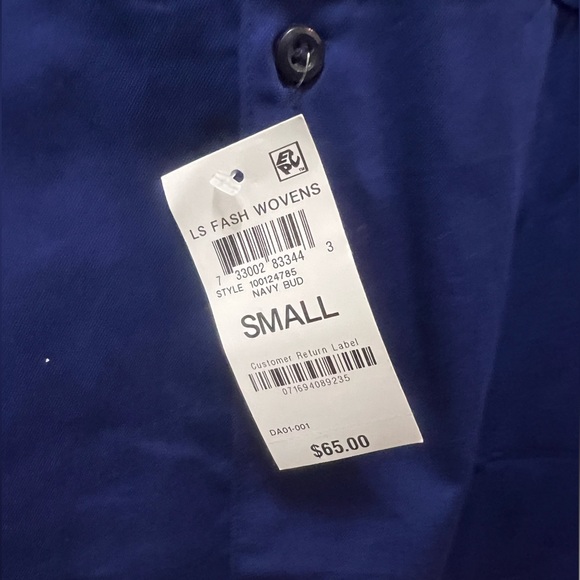 EPC
LS FASH WOVENS
7 33002 83344 3
STYLE 100124785
NAVY BUD
SMALL
Customer Return Label
071694089235
DA01-001
$65.00